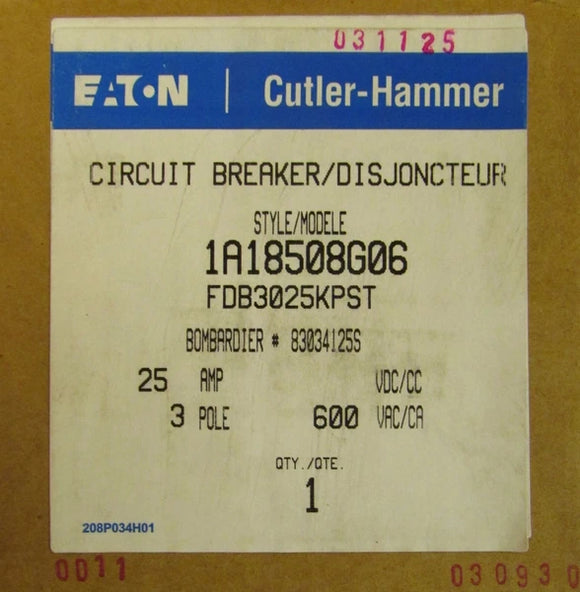 031125
EATON | Cutler-Hammer
CIRCUIT BREAKER/DISJONCTEUR
STYLE/MODELE
1A18508G06
FDB3025KPST
BOMBARDIER # 83034125S
25 AMP VDC/CC
3 POLE 600 VAC/CA
QTY./QTE.
1
208P034H01
0011
030930